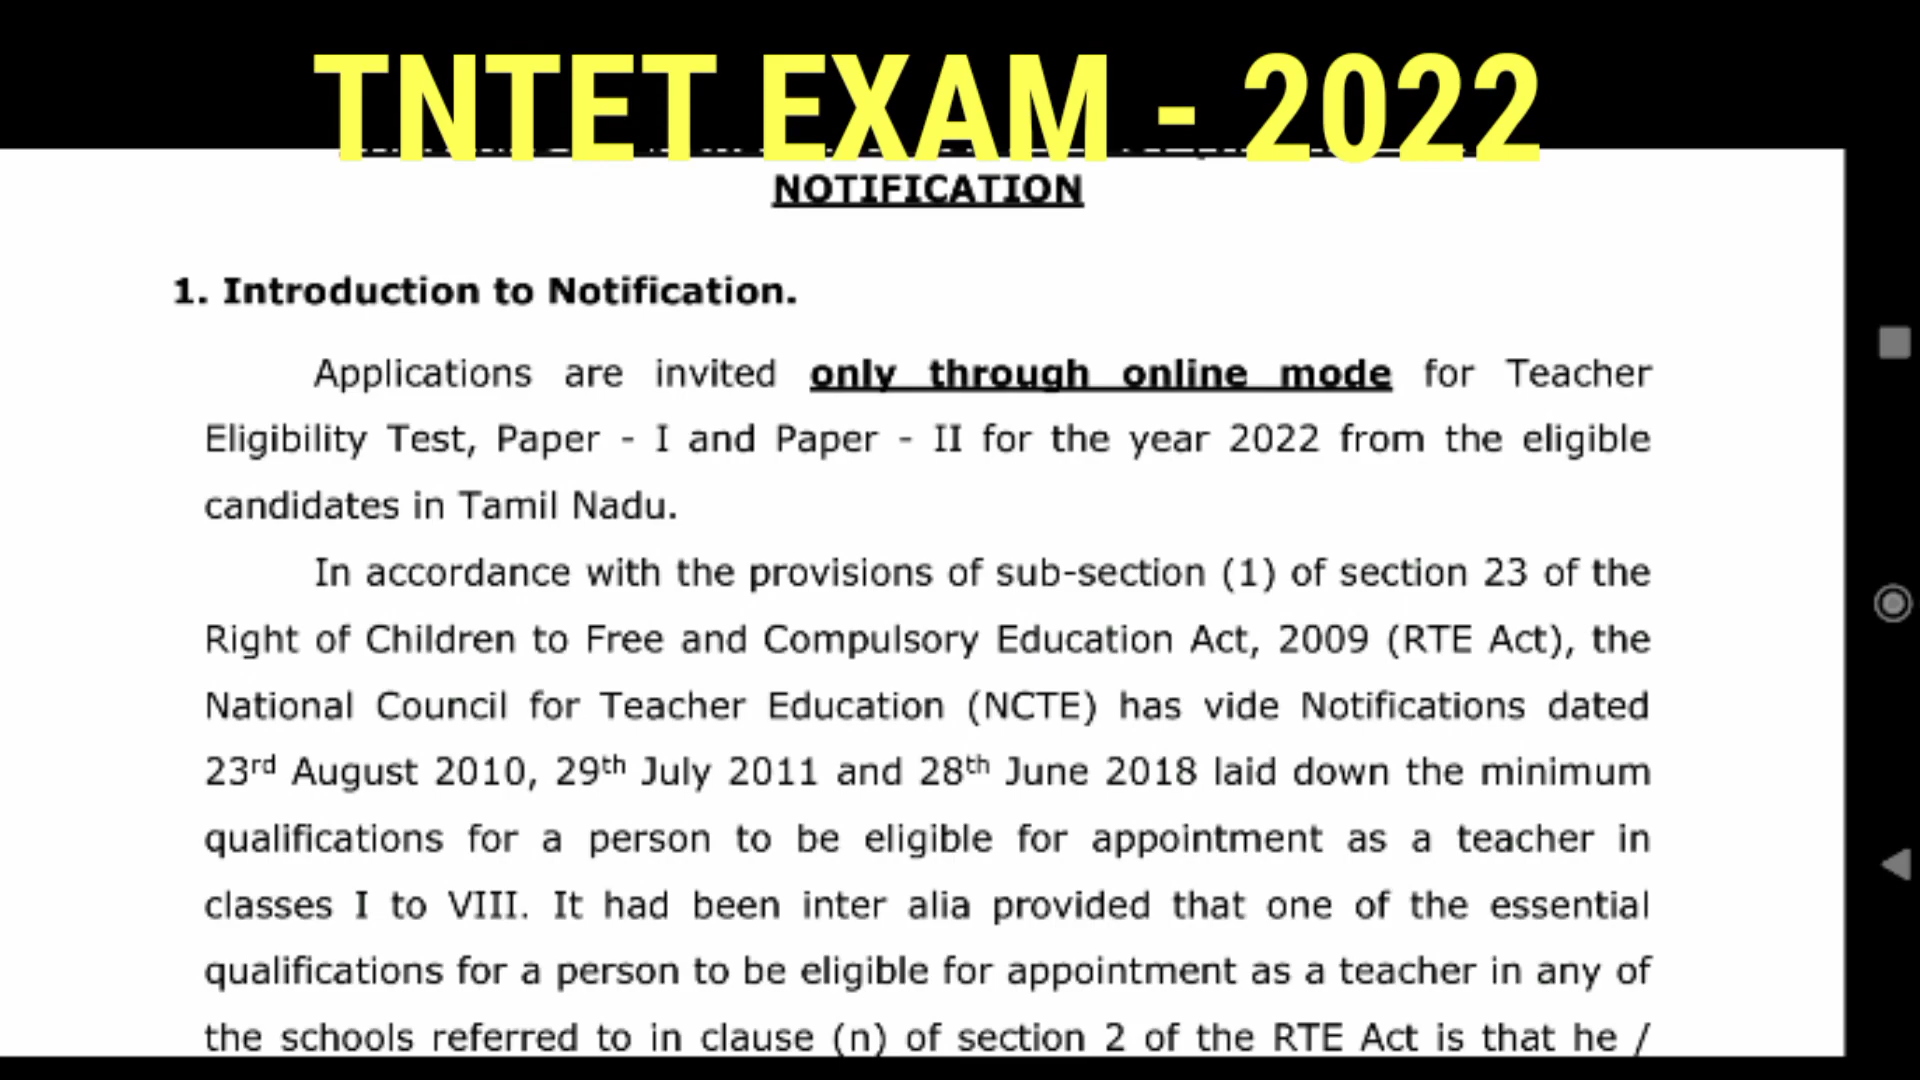 TNTET EXAM - 2022
NOTIFICATION
1. Introduction to Notification.
Applications are invited only through online mode for Teacher
Eligibility Test, Paper - I and Paper - II for the year 2022 from the eligible
candidates in Tamil Nadu.
In accordance with the provisions of sub-section (1) of section 23 of the
Right of Children to Free and Compulsory Education Act, 2009 (RTE Act), the
National Council for Teacher Education (NCTE) has vide Notifications dated
23rd August 2010, 29th July 2011 and 28th June 2018 laid down the minimum
qualifications for a person to be eligible for appointment as a teacher in
classes I to VIII. It had been inter alia provided that one of the essential
qualifications for a person to be eligible for appointment as a teacher in any of
the schools referred to in clause (n) of section 2 of the RTE Act is that he /